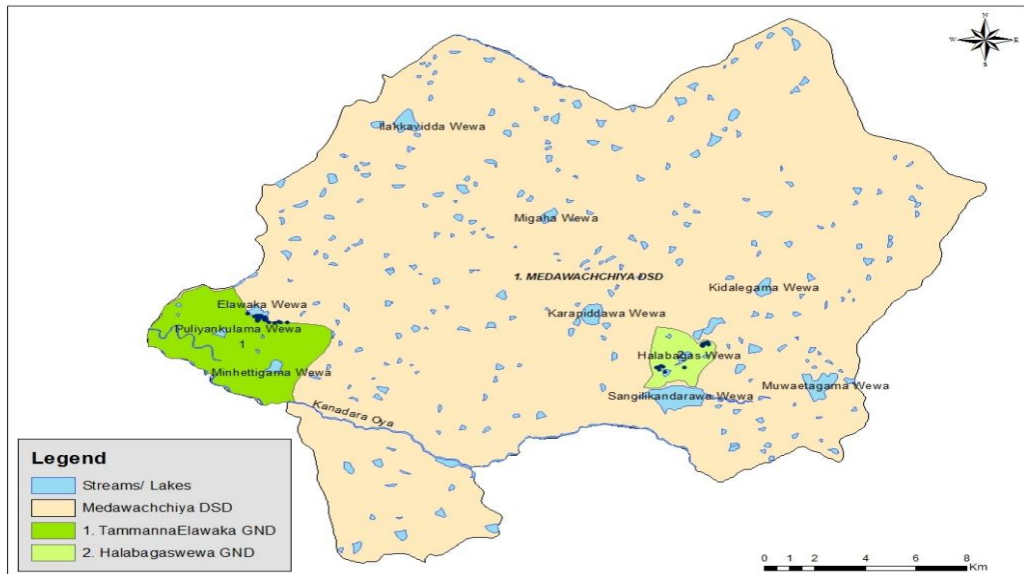 N
W
E
S
Ilakkavidda Wewa
Migaha Wewa
1. MEDAWACHCHIYA DSD
Kidalegama Wewa
Elawaka Wewa
Karapiddawa Wewa
Puliyankulama Wewa
1
2
Halabagas Wewa
Minhettigama Wewa
Muwaetagama Wewa
Sangilikandarawa Wewa
Kanadara Oya
Legend
Streams/ Lakes
Medawachchiya DSD
1. TammannaElawaka GND
2. Halabagaswewa GND
0 1 2 4 6 8
Km